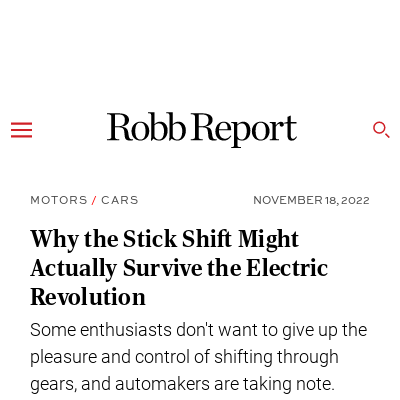 Robb Report
MOTORS / CARS
NOVEMBER 18, 2022
Why the Stick Shift Might
Actually Survive the Electric
Revolution
Some enthusiasts don't want to give up the
pleasure and control of shifting through
gears, and automakers are taking note.